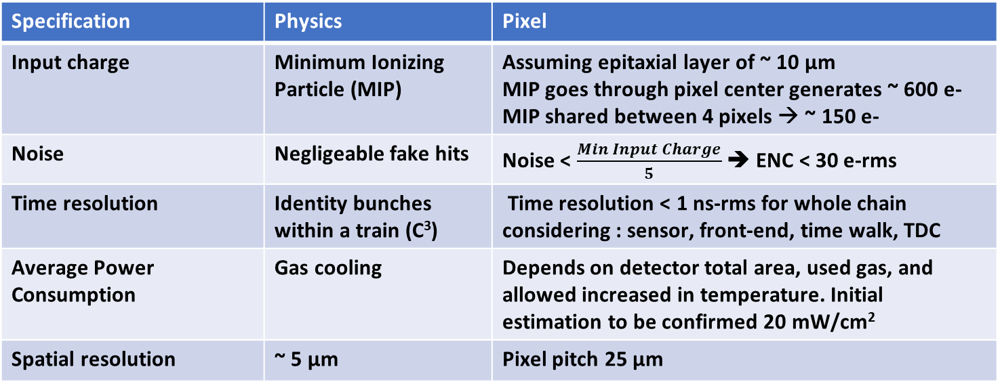 Specification Physics Pixel
Input charge
Minimum Ionizing
Particle (MIP)
Assuming epitaxial layer of ~ 10 µm
MIP goes through pixel center generates ~ 600 e-
MIP shared between 4 pixels → ~ 150 e-
Noise
Negligeable fake hits
Noise < Min Input Charge / 5 ➔ ENC < 30 e-rms
Time resolution
Identity bunches
within a train (C³)
Time resolution < 1 ns-rms for whole chain
considering : sensor, front-end, time walk, TDC
Average Power
Consumption
Gas cooling
Depends on detector total area, used gas, and
allowed increased in temperature. Initial
estimation to be confirmed 20 mW/cm²
Spatial resolution
~ 5 µm
Pixel pitch 25 µm